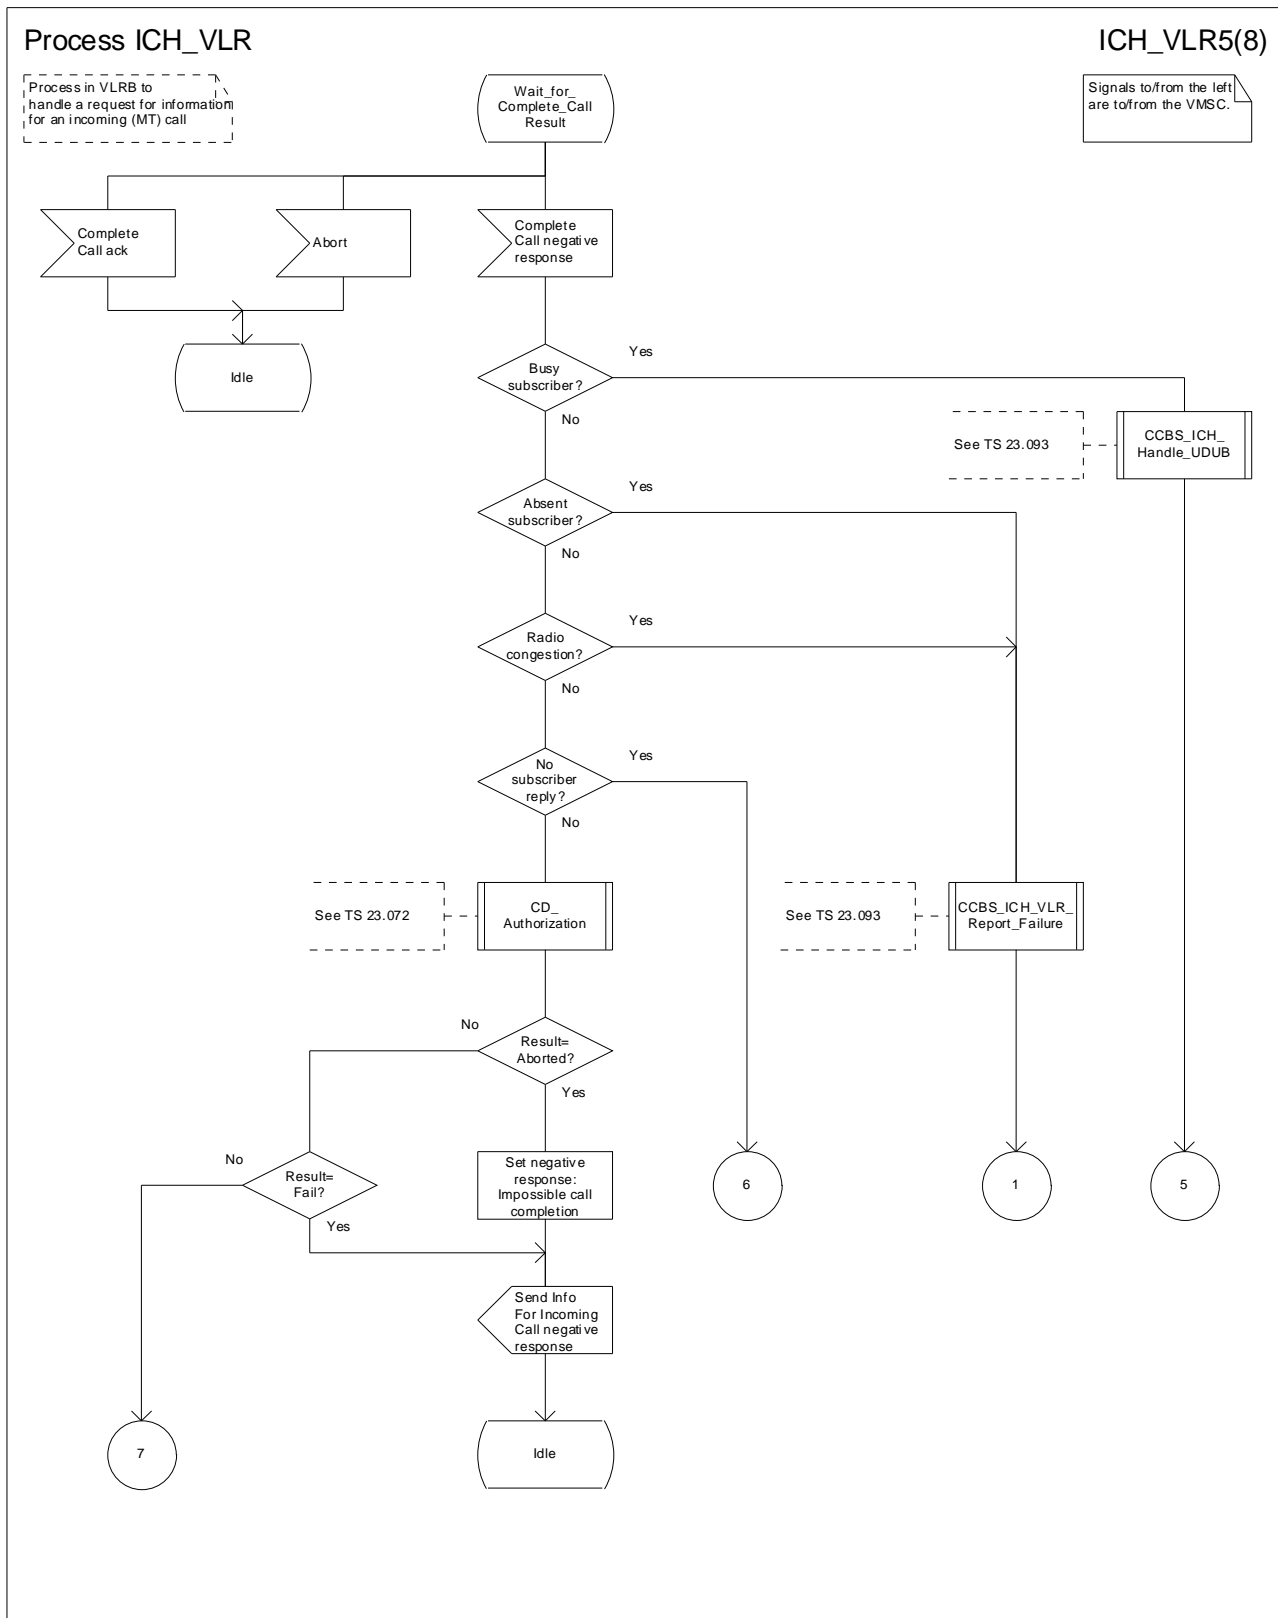 Process ICH_VLR
ICH_VLR5(8)
Process in VLRB to
handle a request for information
for an incoming (MT) call
Wait_for_
Complete_Call
Result
Signals to/from the left
are to/from the VMSC.
Complete
Call ack
Abort
Complete
Call negative
response
Idle
Busy
subscriber?
Yes
No
See TS 23.093
CCBS_ICH_
Handle_UDUB
Absent
subscriber?
Yes
No
Radio
congestion?
Yes
No
No
subscriber
reply?
Yes
No
See TS 23.072
CD_
Authorization
See TS 23.093
CCBS_ICH_VLR_
Report_Failure
No
Result=
Aborted?
Yes
No
Result=
Fail?
Yes
Set negative
response:
Impossible call
completion
6
1
5
Send Info
For Incoming
Call negative
response
7
Idle